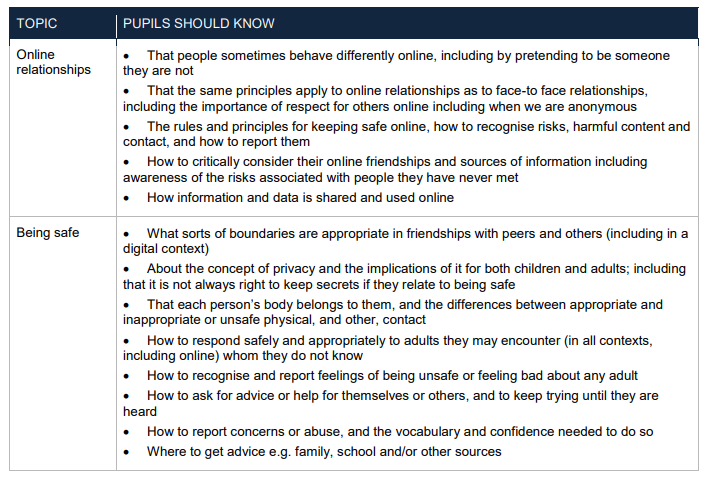 TOPIC PUPILS SHOULD KNOW
Online relationships
• That people sometimes behave differently online, including by pretending to be someone
they are not
• That the same principles apply to online relationships as to face-to face relationships,
including the importance of respect for others online including when we are anonymous
• The rules and principles for keeping safe online, how to recognise risks, harmful content and
contact, and how to report them
• How to critically consider their online friendships and sources of information including
awareness of the risks associated with people they have never met
• How information and data is shared and used online
Being safe
• What sorts of boundaries are appropriate in friendships with peers and others (including in a
digital context)
• About the concept of privacy and the implications of it for both children and adults; including
that it is not always right to keep secrets if they relate to being safe
• That each person’s body belongs to them, and the differences between appropriate and
inappropriate or unsafe physical, and other, contact
• How to respond safely and appropriately to adults they may encounter (in all contexts,
including online) whom they do not know
• How to recognise and report feelings of being unsafe or feeling bad about any adult
• How to ask for advice or help for themselves or others, and to keep trying until they are
heard
• How to report concerns or abuse, and the vocabulary and confidence needed to do so
• Where to get advice e.g. family, school and/or other sources